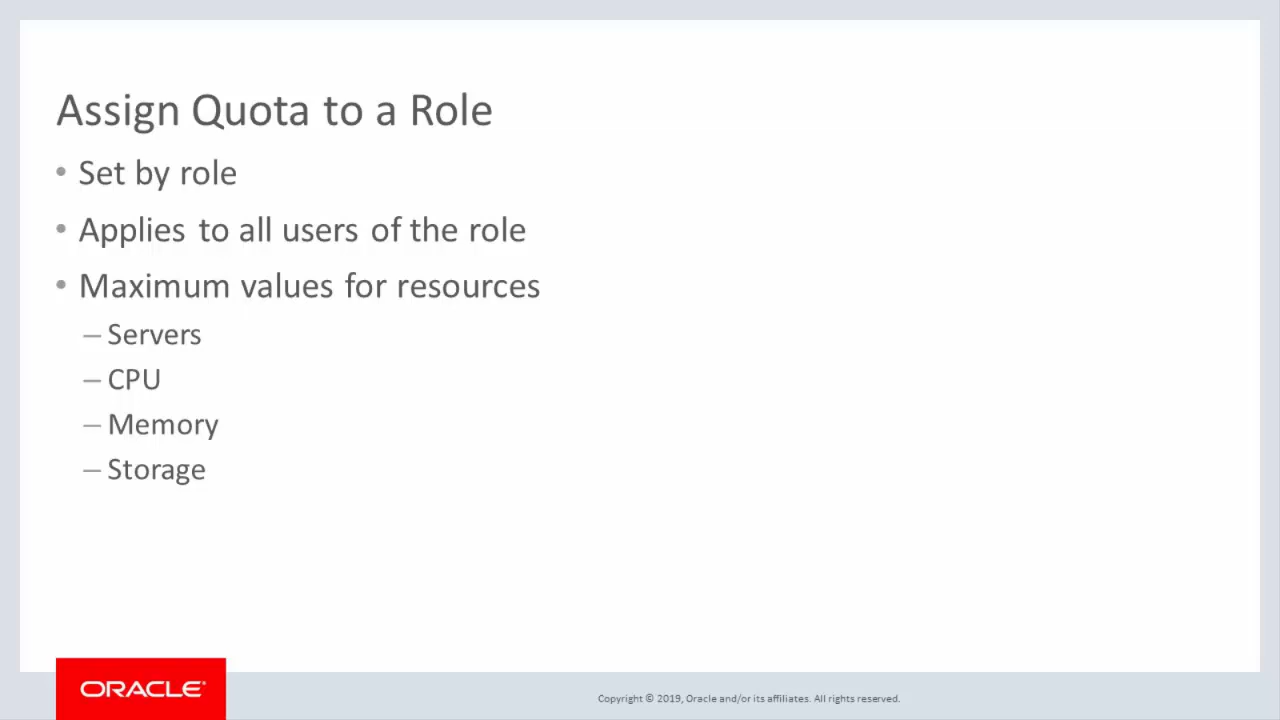 Assign Quota to a Role
• Set by role
• Applies to all users of the role
• Maximum values for resources
– Servers
– CPU
– Memory
– Storage
ORACLE®
Copyright © 2019, Oracle and/or its affiliates. All rights reserved.